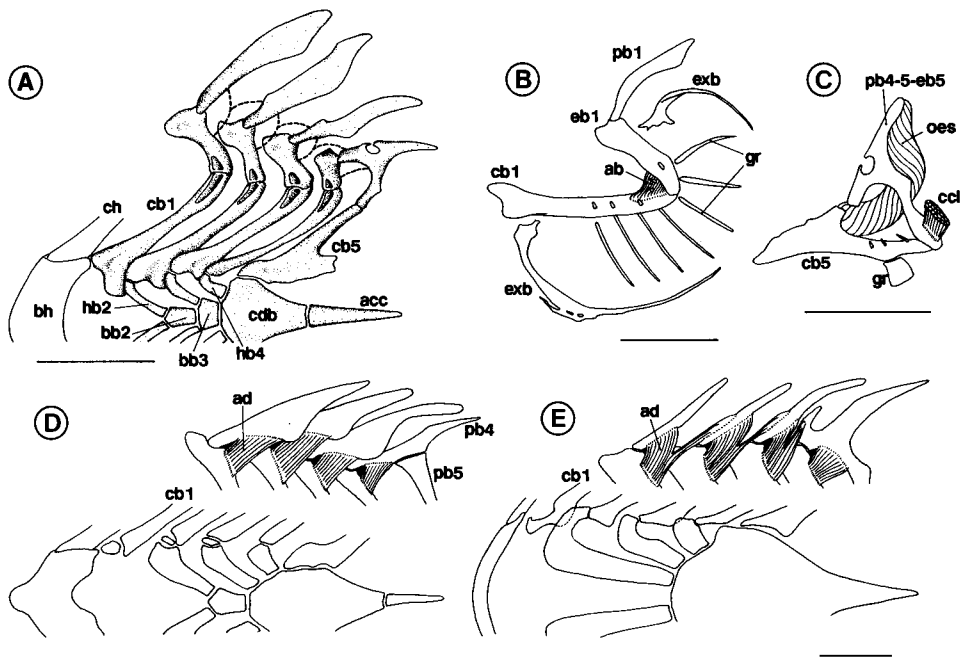 A
ch
cb1
bh
hb2
bb2
bb3
hb4
cdb
cb5
acc
B
pb1
exb
eb1
cb1
ab
gr
exb
C
pb4-5-eb5
oes
ccl
cb5
gr
D
ad
pb4
pb5
cb1
E
ad
cb1